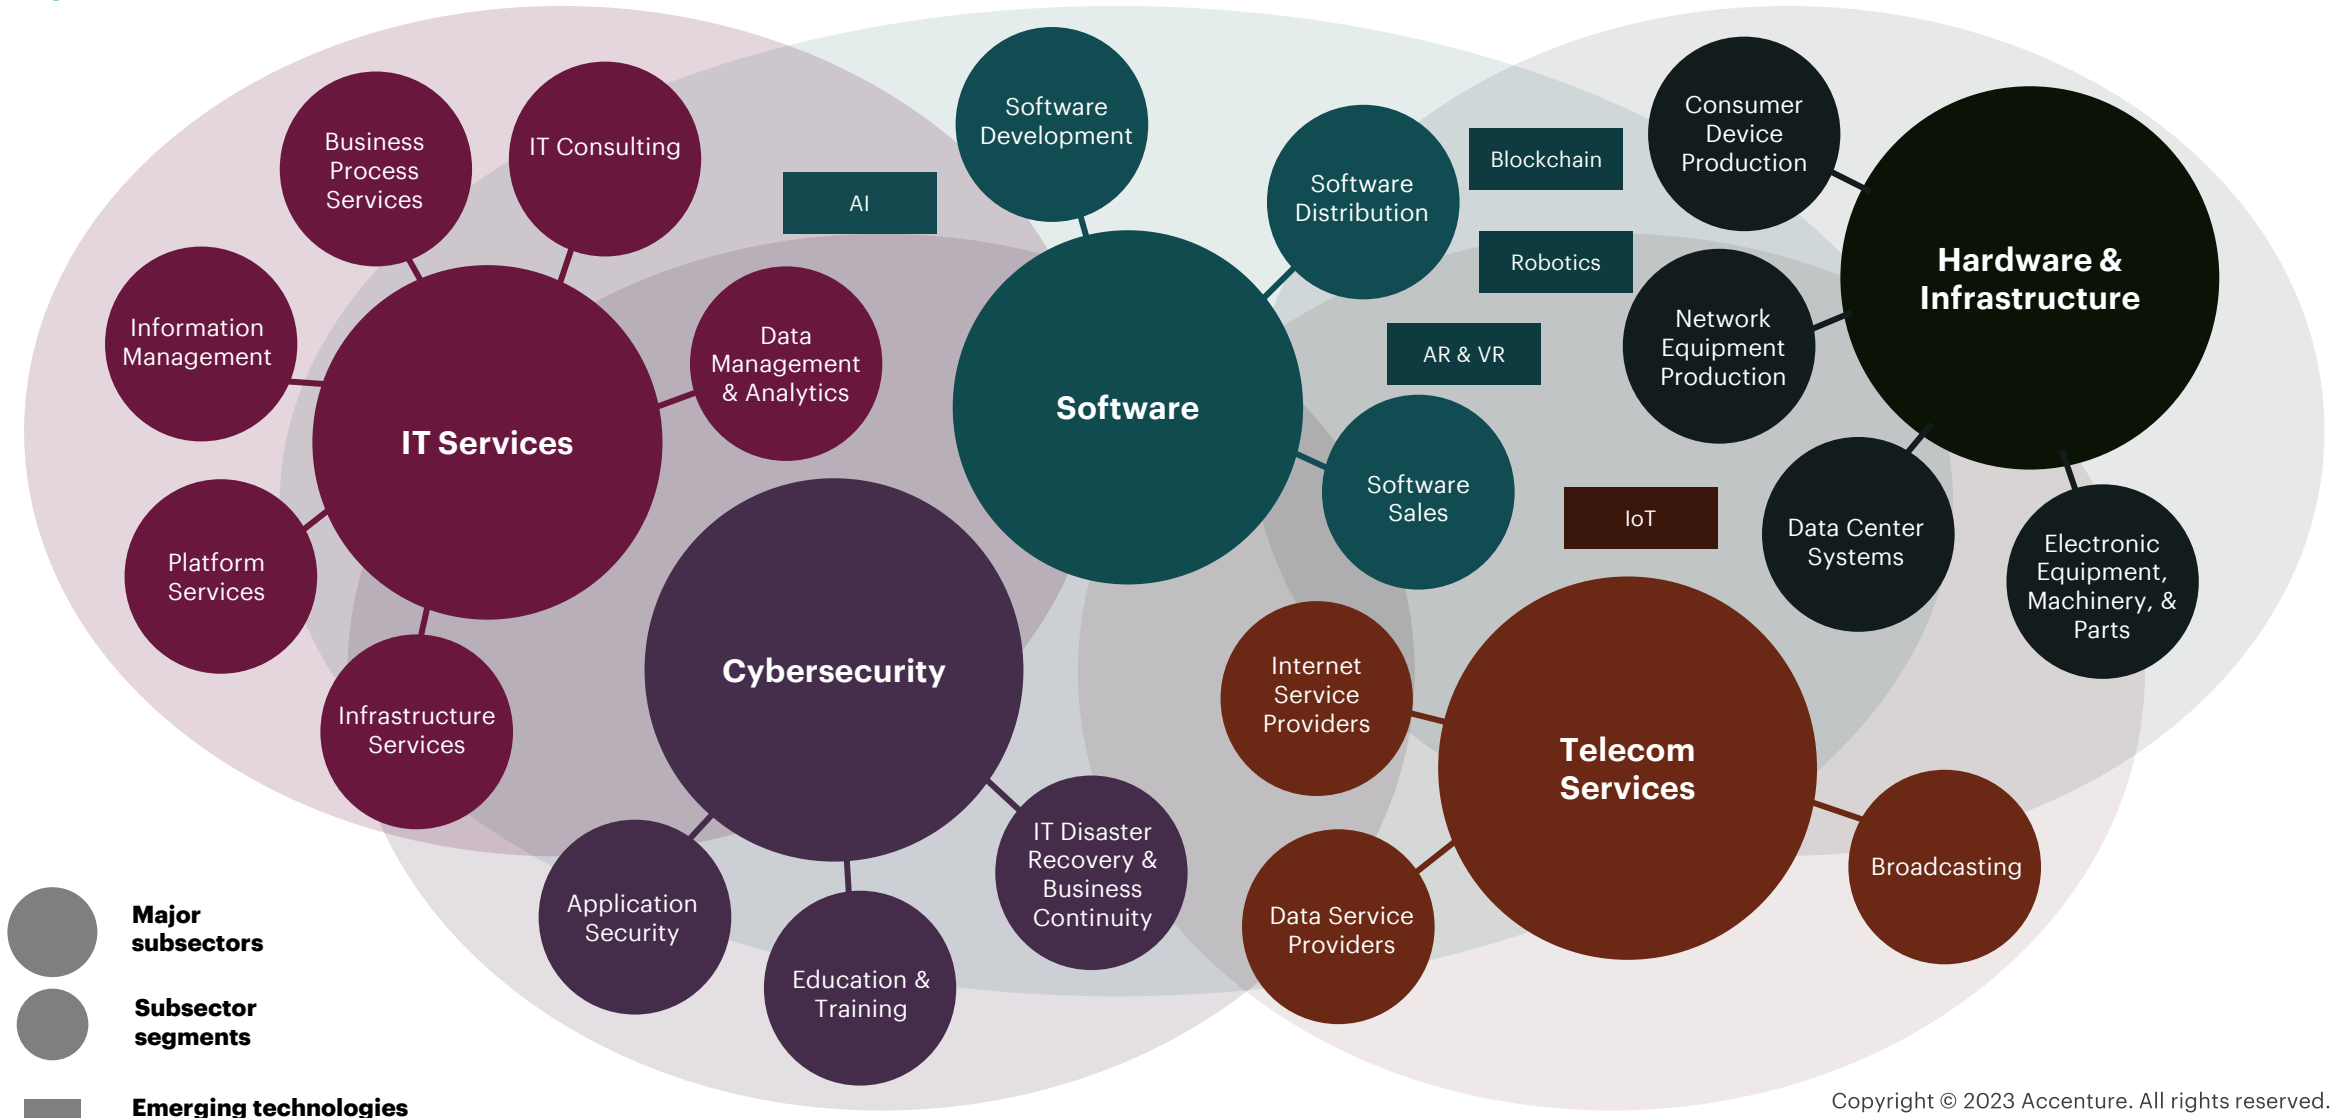 Business
Process
Services
IT Consulting
Information
Management
Data
Management
& Analytics
IT Services
Platform
Services
Infrastructure
Services
AI
Software
Development
Software
Distribution
Software
Software
Sales
Blockchain
Robotics
AR & VR
IoT
Consumer
Device
Production
Network
Equipment
Production
Hardware &
Infrastructure
Data Center
Systems
Electronic
Equipment,
Machinery, &
Parts
Cybersecurity
Application
Security
Education &
Training
IT Disaster
Recovery &
Business
Continuity
Internet
Service
Providers
Telecom
Services
Data Service
Providers
Broadcasting
Major
subsectors
Subsector
segments
Emerging technologies
Copyright © 2023 Accenture. All rights reserved.